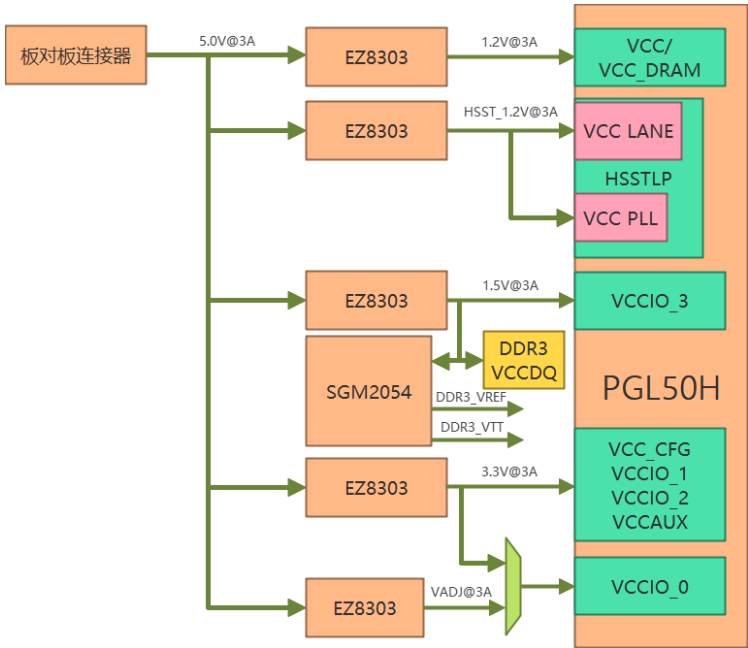 板对板连接器
5.0V@3A
EZ8303
1.2V@3A
VCC/
VCC_DRAM
EZ8303
HSST_1.2V@3A
VCC LANE
HSSTLP
VCC PLL
EZ8303
1.5V@3A
VCCIO_3
SGM2054
DDR3
VCCDQ
DDR3_VREF
DDR3_VTT
PGL50H
EZ8303
3.3V@3A
VCC_CFG
VCCIO_1
VCCIO_2
VCCAUX
EZ8303
VADJ@3A
VCCIO_0